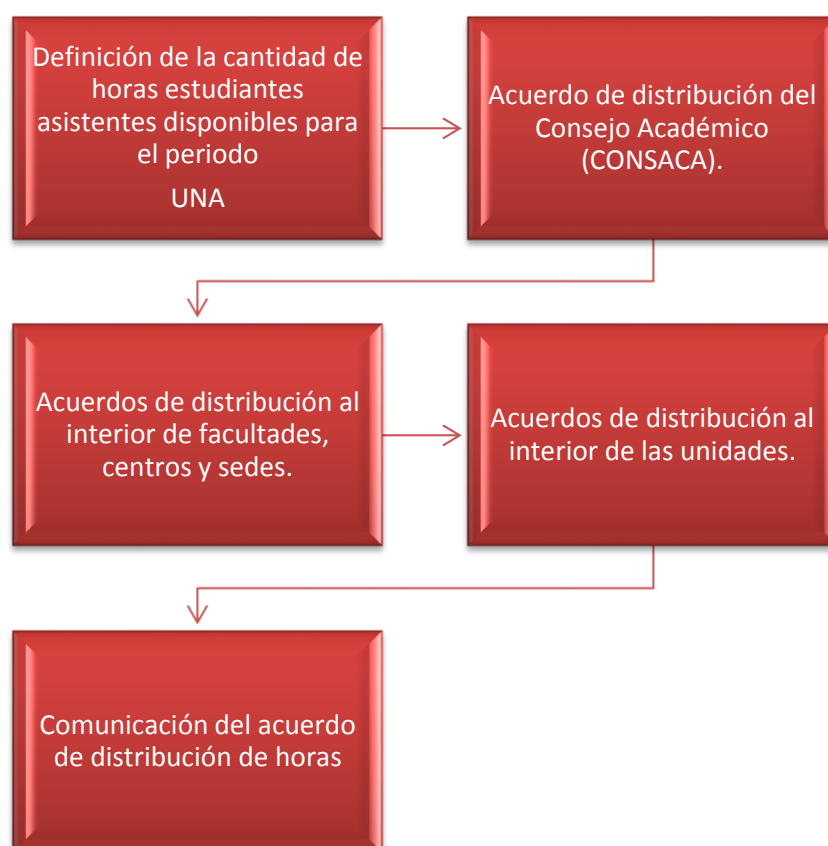 Definición de la cantidad de
horas estudiantes
asistentes disponibles para
el periodo
UNA
Acuerdo de distribución del
Consejo Académico
(CONSACA).
Acuerdos de distribución al
interior de facultades,
centros y sedes.
Acuerdos de distribución al
interior de las unidades.
Comunicación del acuerdo
de distribución de horas